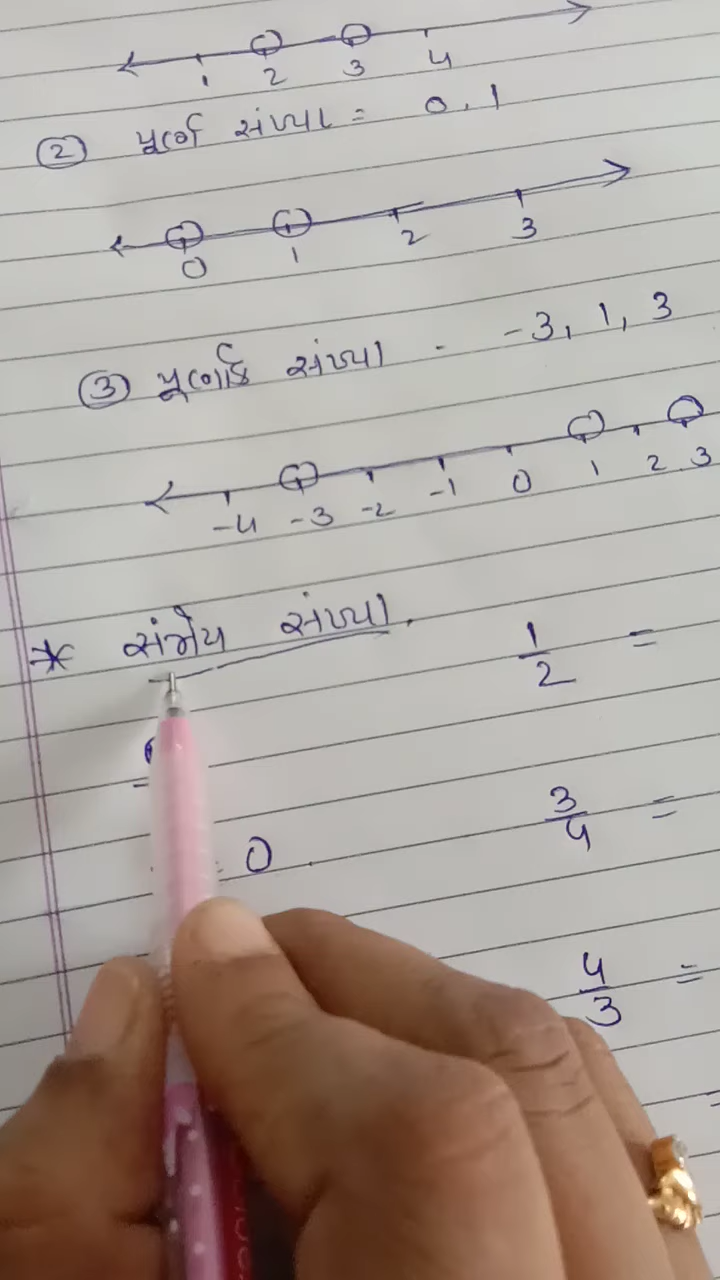 1 2 3 4
② પૂર્ણ સંખ્યા = 0, 1
0 1 2 3
③ પૂર્ણાંક સંખ્યા - -3, 1, 3
-4 -3 -2 -1 0 1 2 3
* સંમેય સંખ્યા.
1/2 =
3/4 =
0
4/3 =